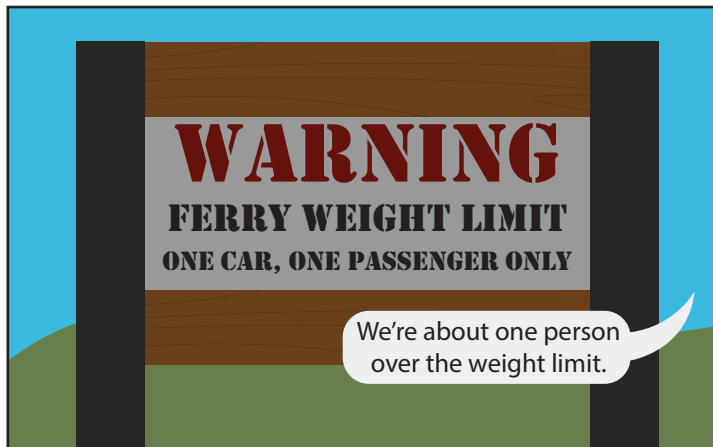 WARNING
FERRY WEIGHT LIMIT
ONE CAR, ONE PASSENGER ONLY
We're about one person
over the weight limit.